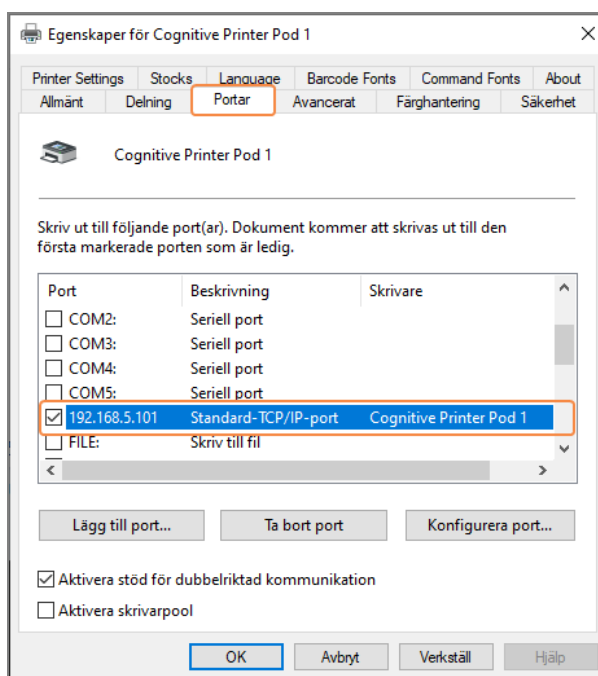 Egenskaper för Cognitive Printer Pod 1
Printer Settings Stocks Language Barcode Fonts Command Fonts About
Allmänt Delning Portar Avancerat Färghantering Säkerhet
Cognitive Printer Pod 1
Skriv ut till följande port(ar). Dokument kommer att skrivas ut till den
första markerade porten som är ledig.
Port Beskrivning Skrivare
COM2: Seriell port
COM3: Seriell port
COM4: Seriell port
COM5: Seriell port
192.168.5.101 Standard-TCP/IP-port Cognitive Printer Pod 1
FILE: Skriv till fil
Lägg till port... Ta bort port Konfigurera port...
Aktivera stöd för dubbelriktad kommunikation
Aktivera skrivarpool
OK Avbryt Verkställ Hjälp